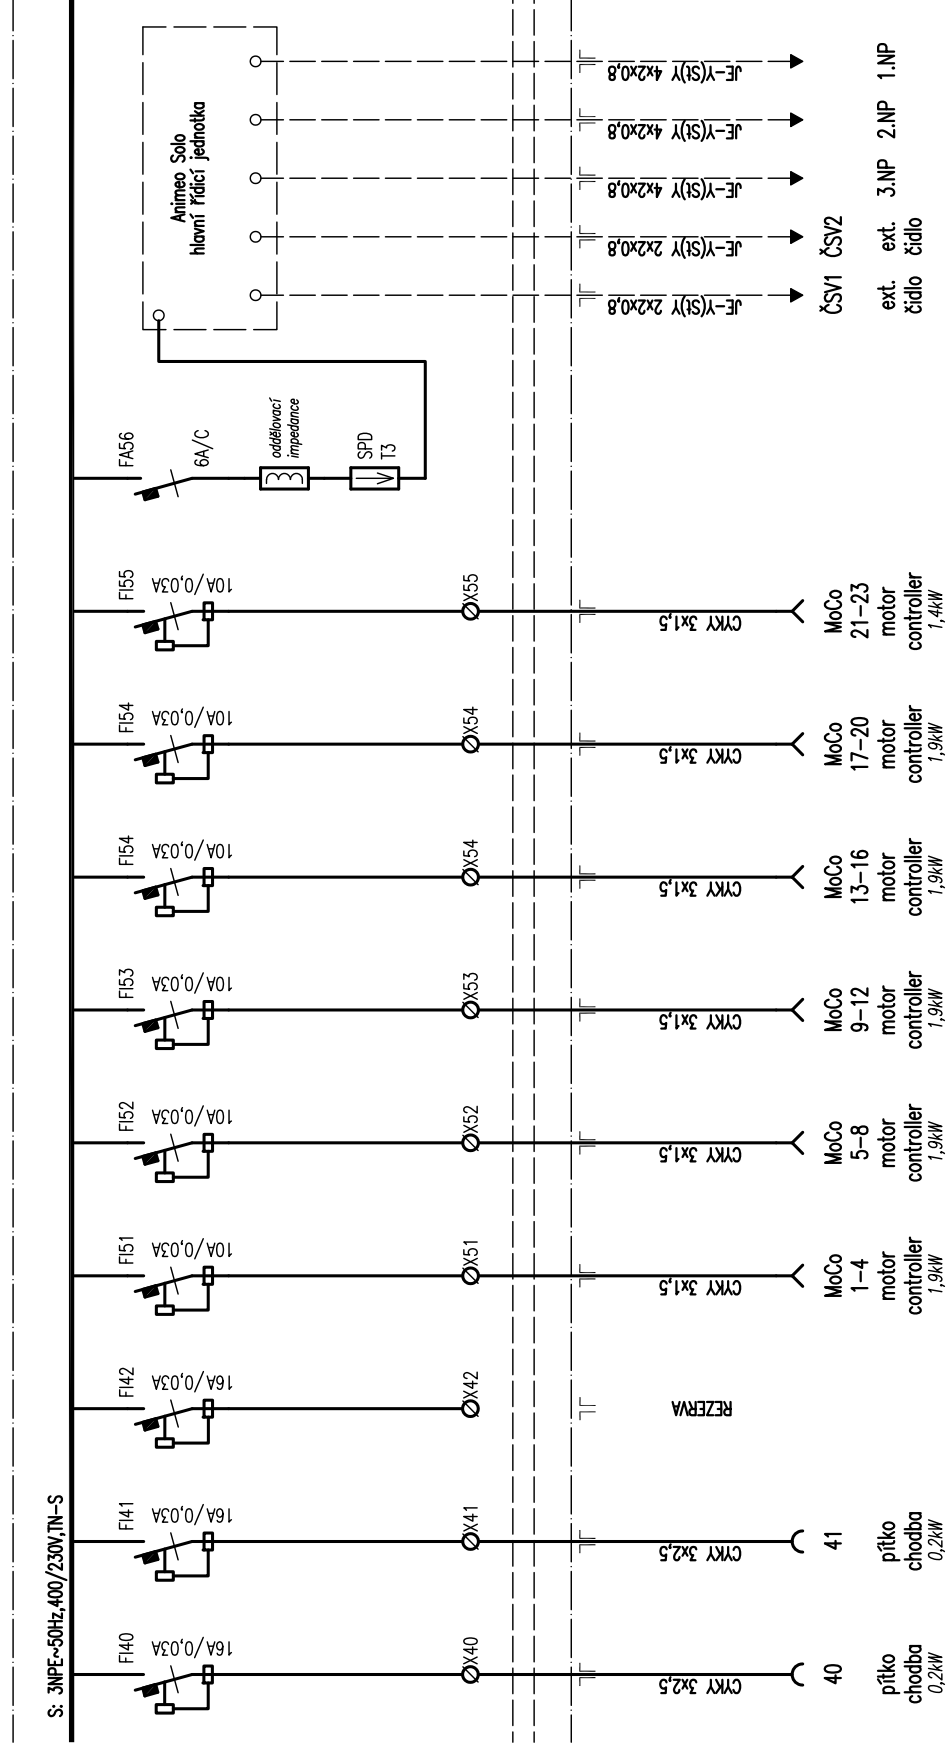 S: 3NPE~50Hz,400/230V,TN-S
FI40
16A/0,03A
X40
CYKY 3x2,5
40
pítko
chodba
0,2kW
FI41
16A/0,03A
X41
CYKY 3x2,5
41
pítko
chodba
0,2kW
FI42
16A/0,03A
X42
REZERVA
FI51
10A/0,03A
X51
CYKY 3x1,5
MoCo
1-4
motor
controller
1,9kW
FI52
10A/0,03A
X52
CYKY 3x1,5
MoCo
5-8
motor
controller
1,9kW
FI53
10A/0,03A
X53
CYKY 3x1,5
MoCo
9-12
motor
controller
1,9kW
FI54
10A/0,03A
X54
CYKY 3x1,5
MoCo
13-16
motor
controller
1,9kW
FI54
10A/0,03A
X54
CYKY 3x1,5
MoCo
17-20
motor
controller
1,9kW
FI55
10A/0,03A
X55
CYKY 3x1,5
MoCo
21-23
motor
controller
1,4kW
FA56
6A/C
oddělovací
impedance
SPD
T3
Animeo Solo
hlavní řídicí jednotka
JE-Y(St)Y 2x2x0,8
ČSV1
ext.
čidlo
JE-Y(St)Y 2x2x0,8
ČSV2
ext.
čidlo
JE-Y(St)Y 4x2x0,8
3.NP
JE-Y(St)Y 4x2x0,8
2.NP
JE-Y(St)Y 4x2x0,8
1.NP